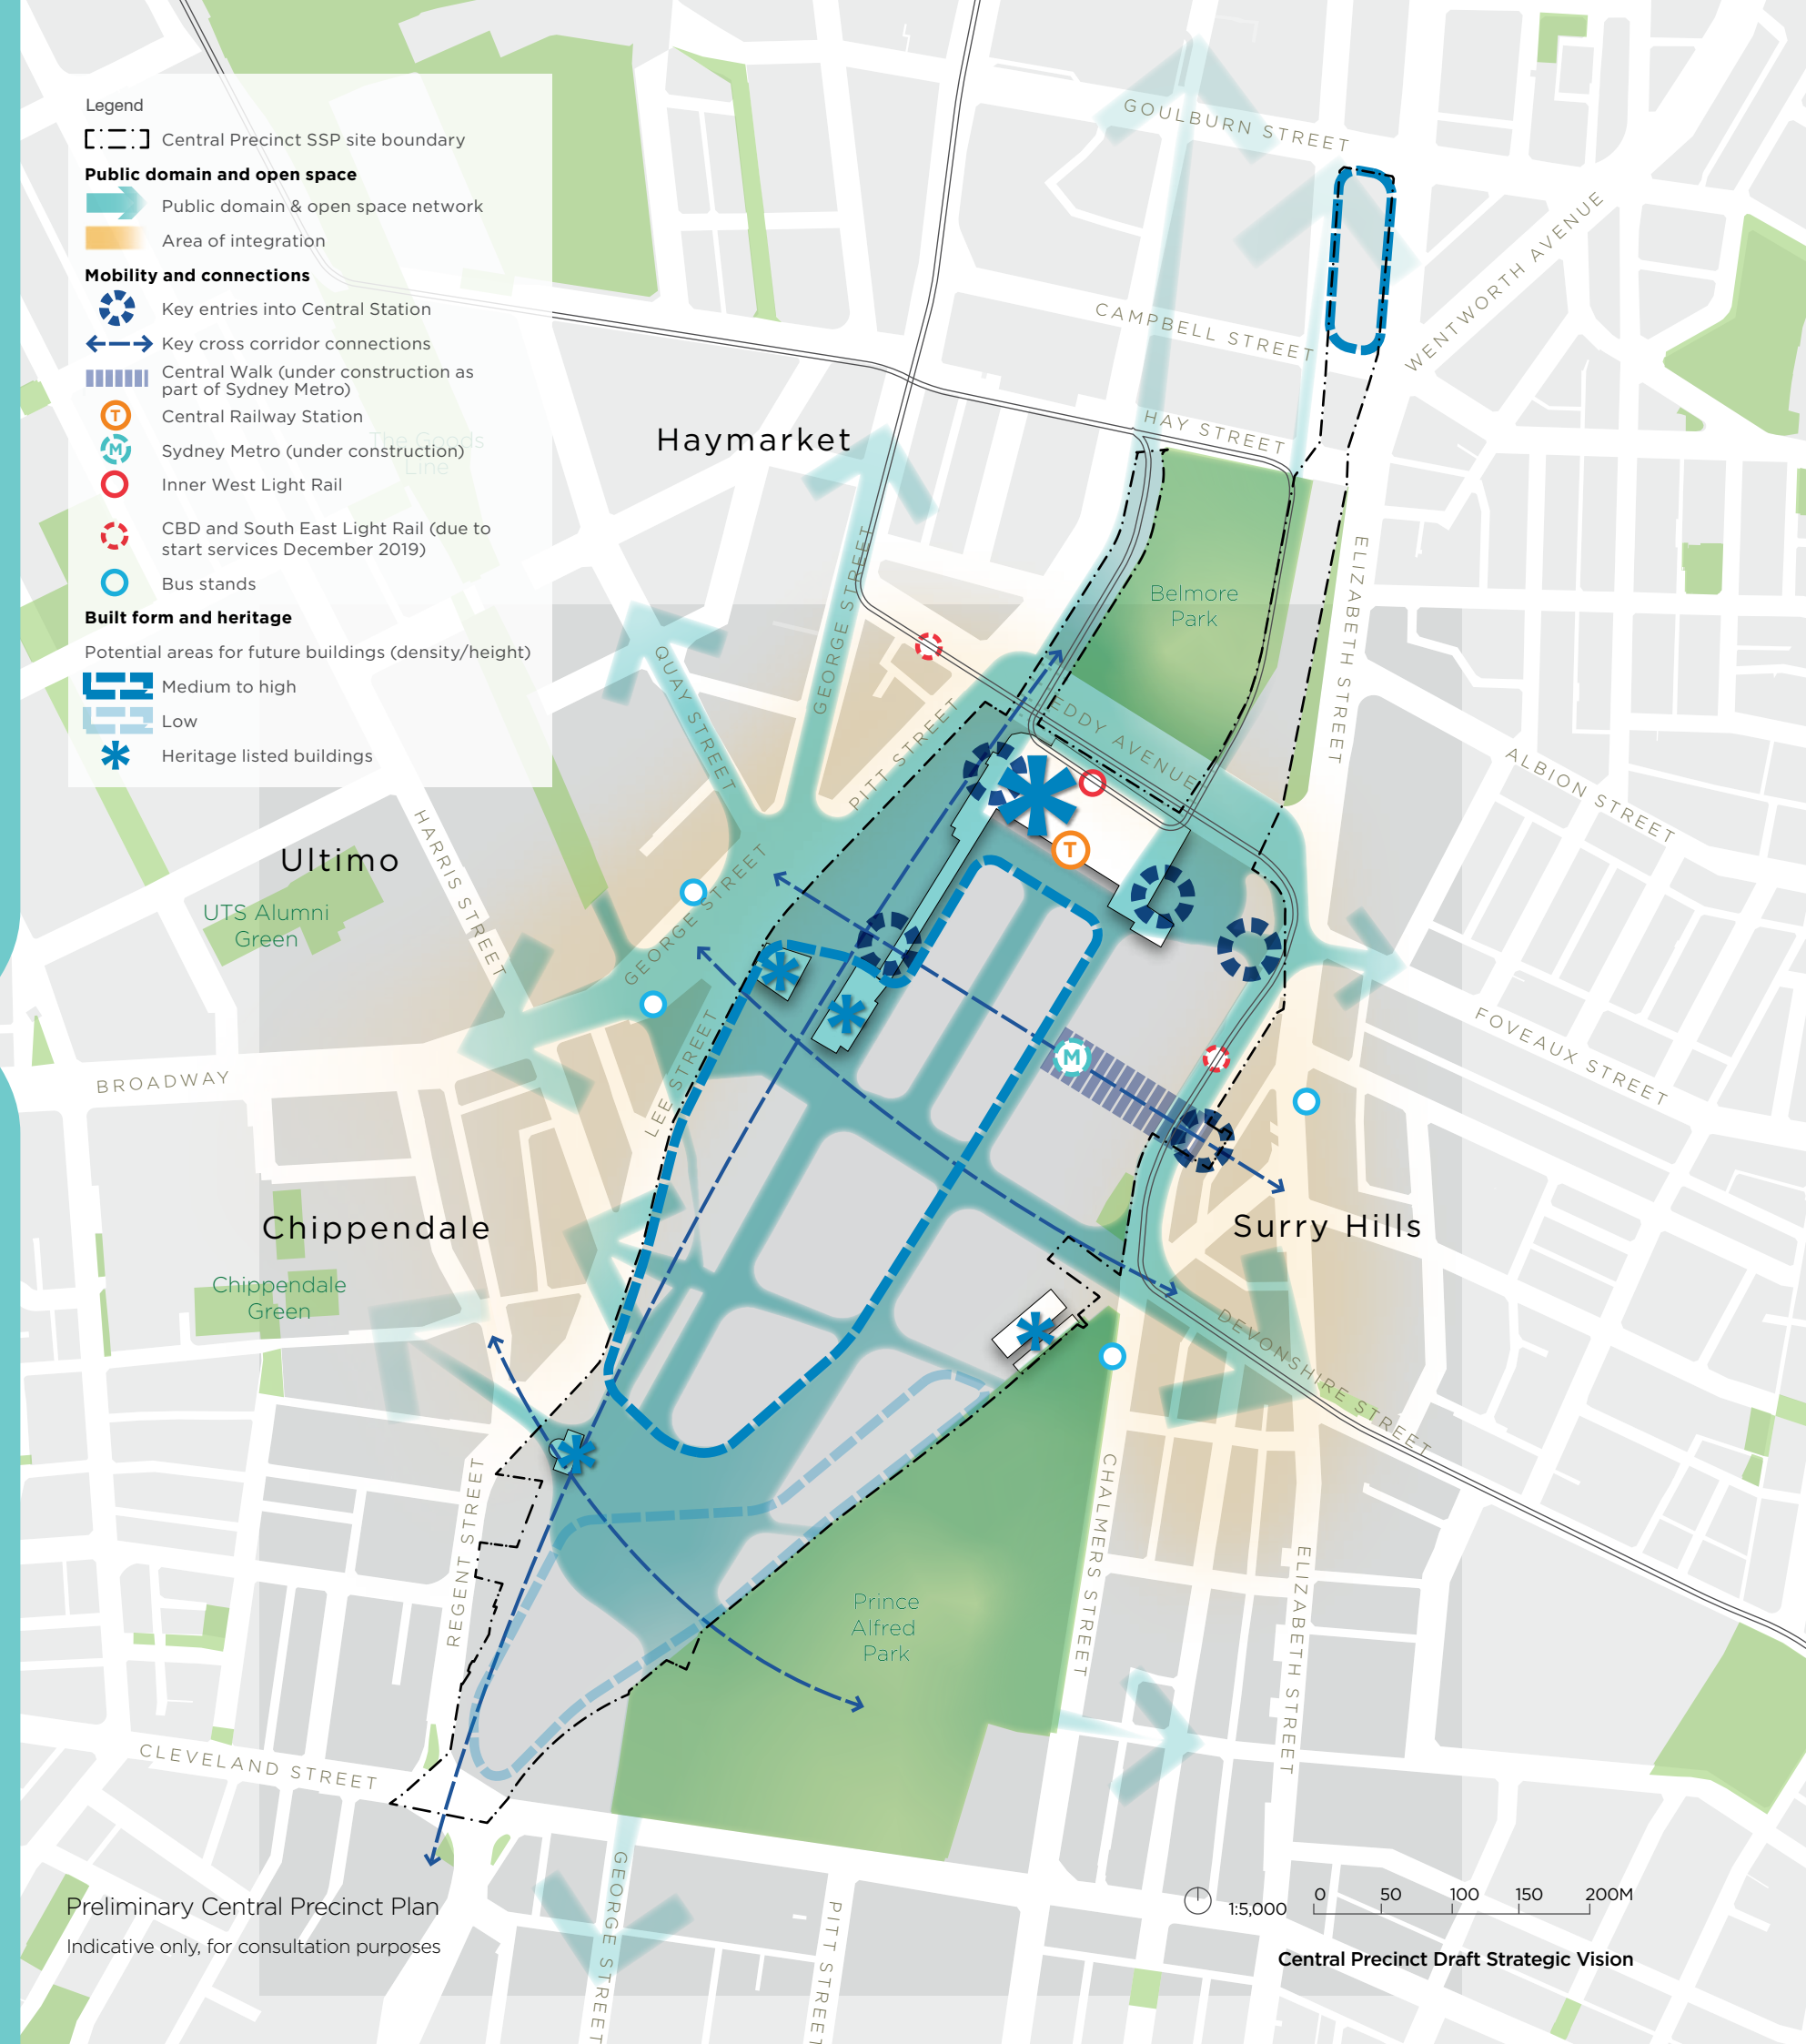 Legend
Central Precinct SSP site boundary
Public domain and open space
Public domain & open space network
Area of integration
Mobility and connections
Key entries into Central Station
Key cross corridor connections
Central Walk (under construction as
part of Sydney Metro)
T
Central Railway Station
M
Sydney Metro (under construction)
Inner West Light Rail
CBD and South East Light Rail (due to
start services December 2019)
Bus stands
Built form and heritage
Potential areas for future buildings (density/height)
Medium to high
Low
Heritage listed buildings
The Goods
Line
GOULBURN STREET
WENTWORTH AVENUE
CAMPBELL STREET
HAY STREET
Haymarket
Belmore
Park
ELIZABETH STREET
GEORGE STREET
QUAY STREET
PITT STREET
EDDY AVENUE
ALBION STREET
HARRIS STREET
Ultimo
T
UTS Alumni
Green
GEORGE STREET
FOVEAUX STREET
LEE STREET
M
BROADWAY
Chippendale
Surry Hills
Chippendale
Green
DEVONSHIRE STREET
REGENT STREET
CHALMERS STREET
ELIZABETH STREET
Prince
Alfred
Park
CLEVELAND STREET
GEORGE STREET
PITT STREET
Preliminary Central Precinct Plan
Indicative only, for consultation purposes
1:5,000
0 50 100 150 200M
Central Precinct Draft Strategic Vision